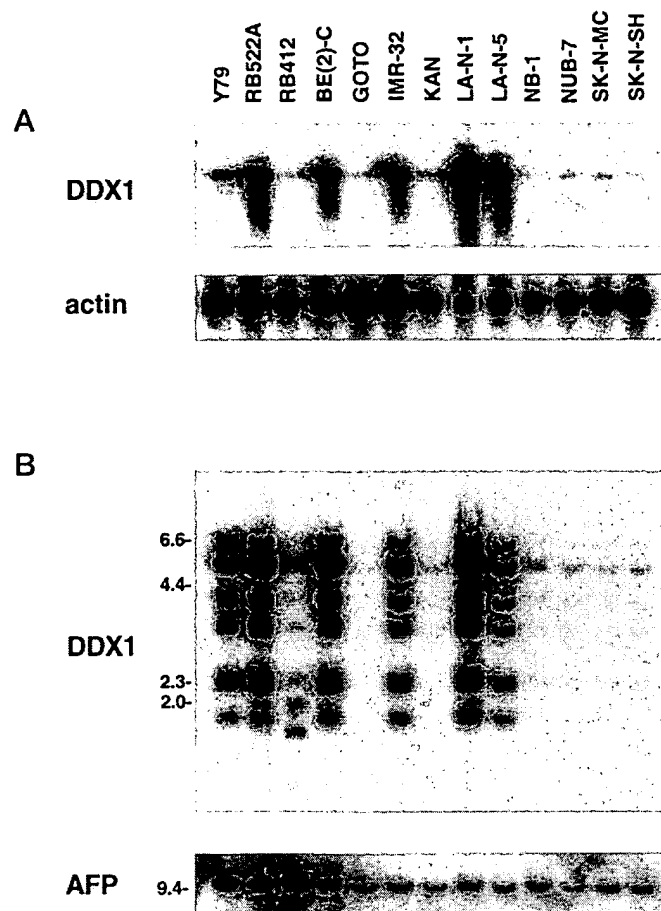 Y79
RB522A
RB412
BE(2)-C
GOTO
IMR-32
KAN
LA-N-1
LA-N-5
NB-1
NUB-7
SK-N-MC
SK-N-SH
A
DDX1
actin
B
6.6-
4.4-
DDX1
2.3-
2.0-
AFP
9.4-